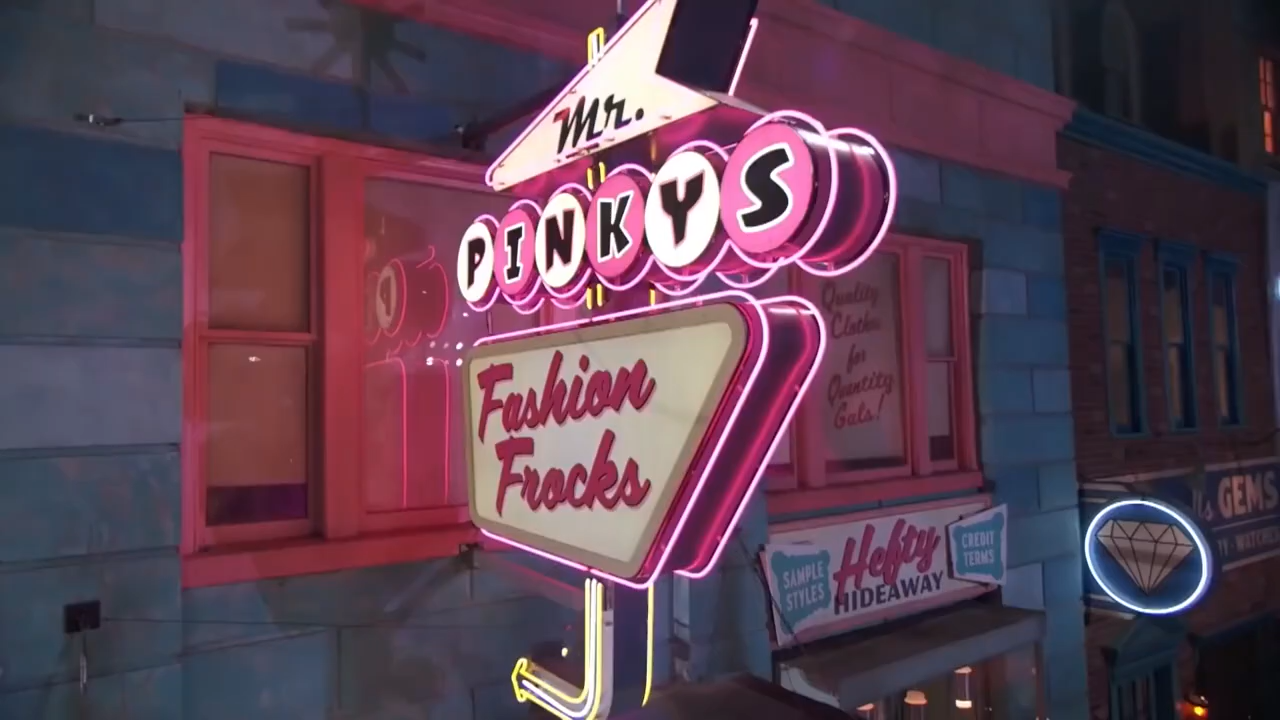 Mr.
PINKYS
Fashion
Frocks
Quality
Clothes
for
Quantity
Gals!
SAMPLE
STYLES
Hefty
HIDEAWAY
CREDIT
TERMS
GEMS